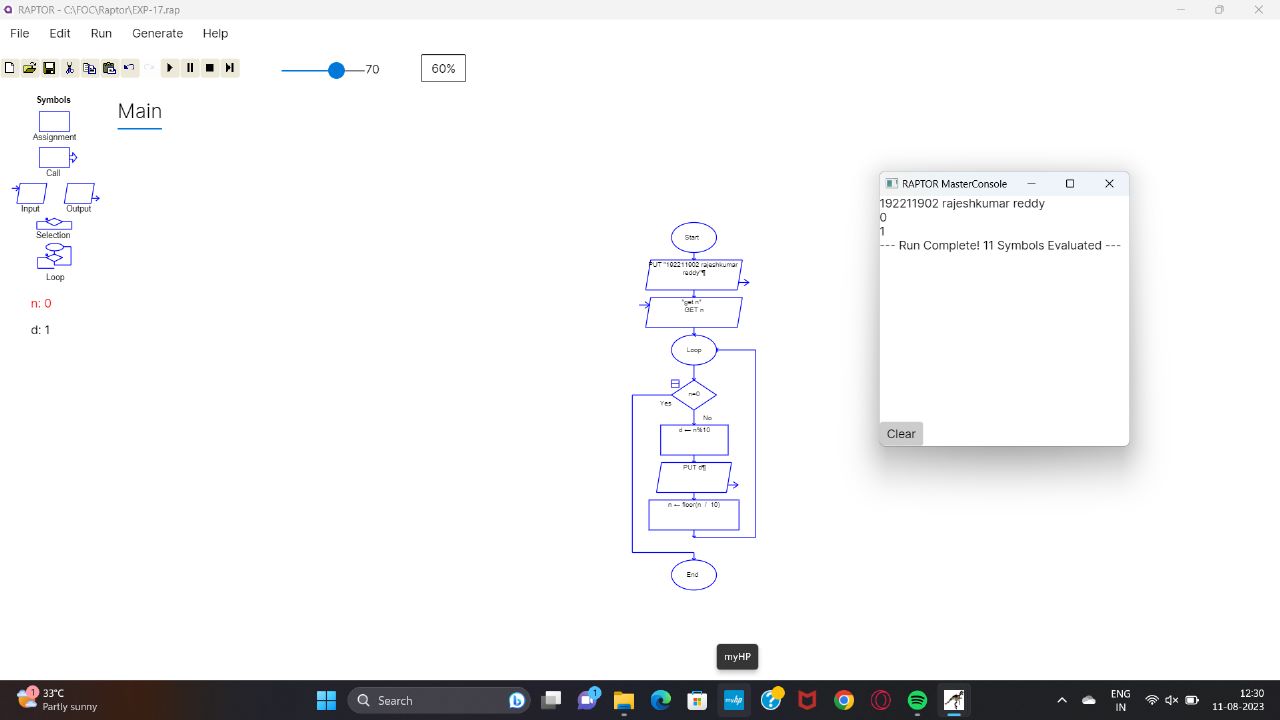 RAPTOR - C:\FOC\Raptor\EXP-17.rap
File Edit Run Generate Help
70
60%
Symbols
Assignment
Call
Input Output
Selection
Loop
n: 0
d: 1
Main
Start
PUT "192211902 rajeshkumar
reddy"¶
"get n"
GET n
Loop
n=0
Yes
No
d ← n%10
PUT d¶
n ← floor(n / 10)
End
RAPTOR MasterConsole
192211902 rajeshkumar reddy
0
1
--- Run Complete! 11 Symbols Evaluated ---
Clear
myHP
1
33°C
Partly sunny
Search
1
myhp
ENG
IN
12:30
11-08-2023